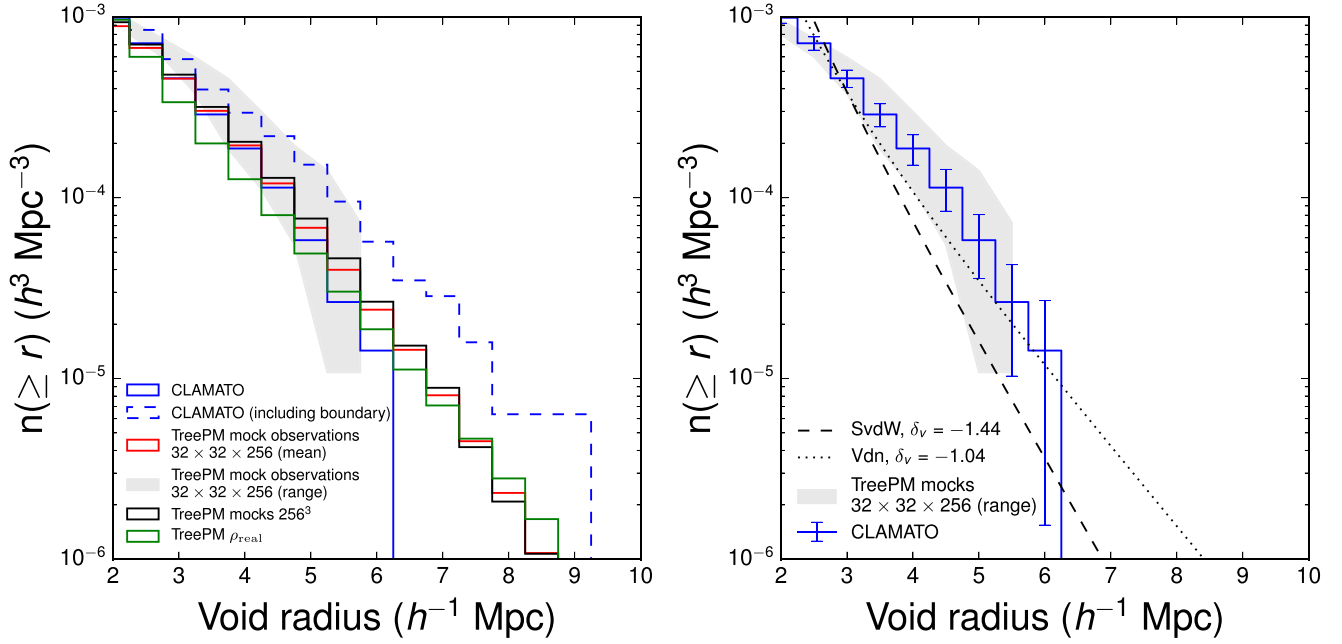 10⁻³
10⁻⁴
10⁻⁵
10⁻⁶
n(≥ r) (h³ Mpc⁻³)
CLAMATO
CLAMATO (including boundary)
TreePM mock observations
32 × 32 × 256 (mean)
TreePM mock observations
32 × 32 × 256 (range)
TreePM mocks 256³
TreePM ρreal
2 3 4 5 6 7 8 9 10
Void radius (h⁻¹ Mpc)
10⁻³
10⁻⁴
10⁻⁵
10⁻⁶
n(≥ r) (h³ Mpc⁻³)
SvdW, δv = −1.44
Vdn, δv = −1.04
TreePM mocks
32 × 32 × 256 (range)
CLAMATO
2 3 4 5 6 7 8 9 10
Void radius (h⁻¹ Mpc)